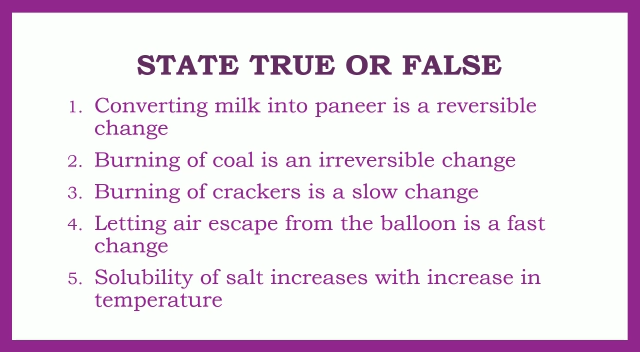 STATE TRUE OR FALSE
1. Converting milk into paneer is a reversible
change
2. Burning of coal is an irreversible change
3. Burning of crackers is a slow change
4. Letting air escape from the balloon is a fast
change
5. Solubility of salt increases with increase in
temperature